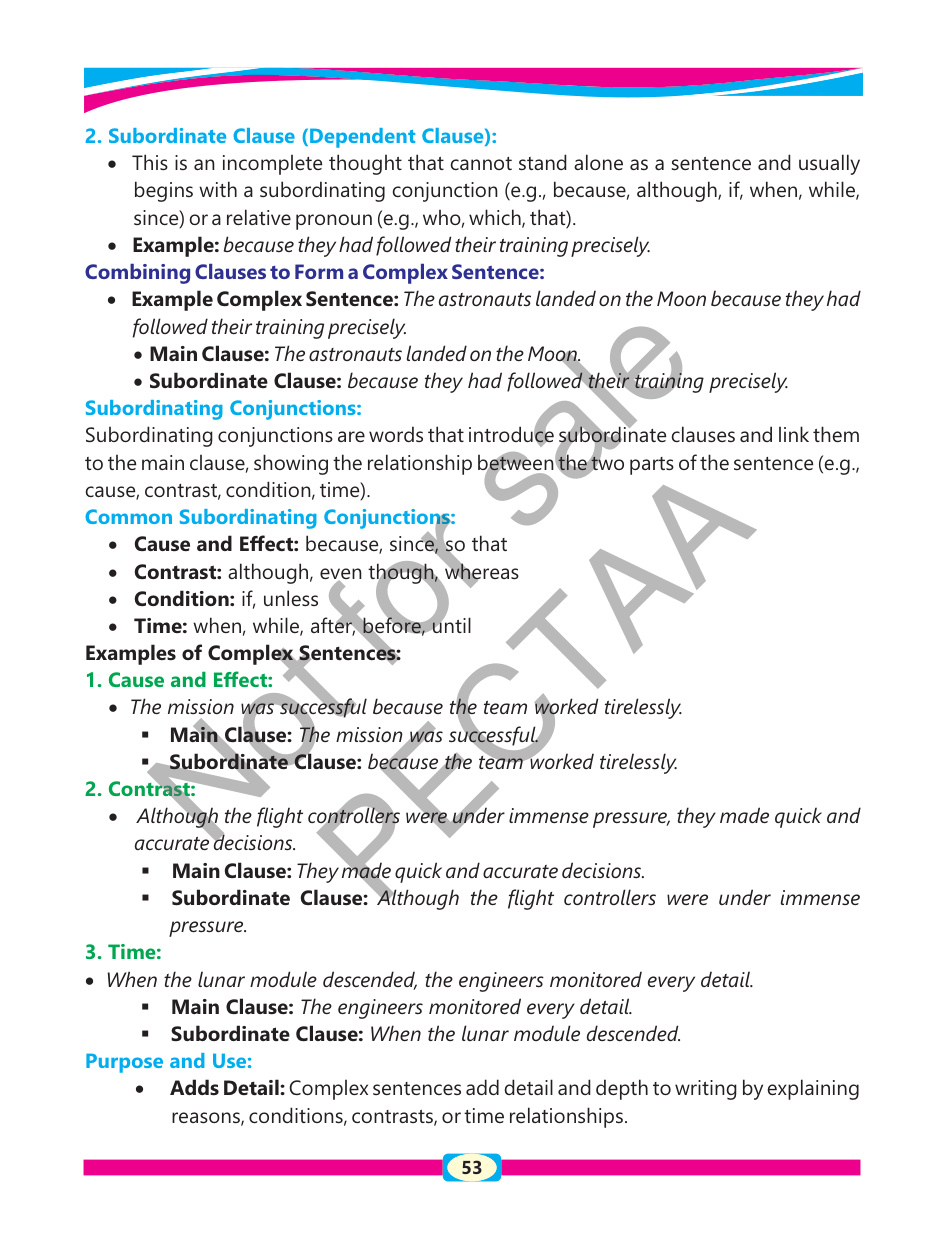 2. Subordinate Clause (Dependent Clause):
• This is an incomplete thought that cannot stand alone as a sentence and usually
begins with a subordinating conjunction (e.g., because, although, if, when, while,
since) or a relative pronoun (e.g., who, which, that).
• Example: because they had followed their training precisely.
Combining Clauses to Form a Complex Sentence:
• Example Complex Sentence: The astronauts landed on the Moon because they had
followed their training precisely.
• Main Clause: The astronauts landed on the Moon.
• Subordinate Clause: because they had followed their training precisely.
Subordinating Conjunctions:
Subordinating conjunctions are words that introduce subordinate clauses and link them
to the main clause, showing the relationship between the two parts of the sentence (e.g.,
cause, contrast, condition, time).
Common Subordinating Conjunctions:
• Cause and Effect: because, since, so that
• Contrast: although, even though, whereas
• Condition: if, unless
• Time: when, while, after, before, until
Examples of Complex Sentences:
1. Cause and Effect:
• The mission was successful because the team worked tirelessly.
▪ Main Clause: The mission was successful.
▪ Subordinate Clause: because the team worked tirelessly.
2. Contrast:
• Although the flight controllers were under immense pressure, they made quick and
accurate decisions.
▪ Main Clause: They made quick and accurate decisions.
▪ Subordinate Clause: Although the flight controllers were under immense
pressure.
3. Time:
• When the lunar module descended, the engineers monitored every detail.
▪ Main Clause: The engineers monitored every detail.
▪ Subordinate Clause: When the lunar module descended.
Purpose and Use:
• Adds Detail: Complex sentences add detail and depth to writing by explaining
reasons, conditions, contrasts, or time relationships.
53
Not for sale
PECTAA